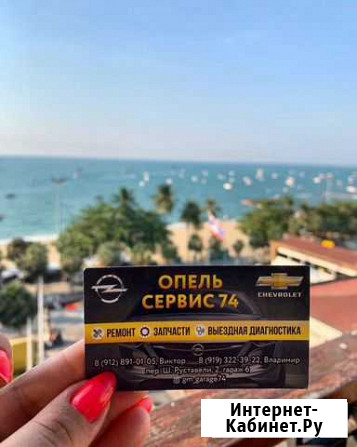 ОПЕЛЬ
СЕРВИС 74
CHEVROLET
РЕМОНТ ЗАПЧАСТИ ВЫЕЗДНАЯ ДИАГНОСТИКА
8 (912) 891-01-05, Виктор 8 (919) 322-39-22, Владимир
пер. Ш. Руставели, 2, гараж 6
gm_garage74
Интернет-
Кабинет.Ру